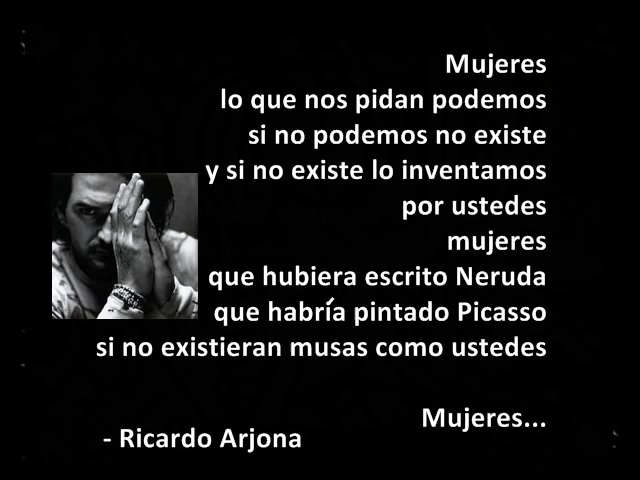 Mujeres
lo que nos pidan podemos
si no podemos no existe
y si no existe lo inventamos
por ustedes
mujeres
que hubiera escrito Neruda
que habría pintado Picasso
si no existieran musas como ustedes
Mujeres...
- Ricardo Arjona